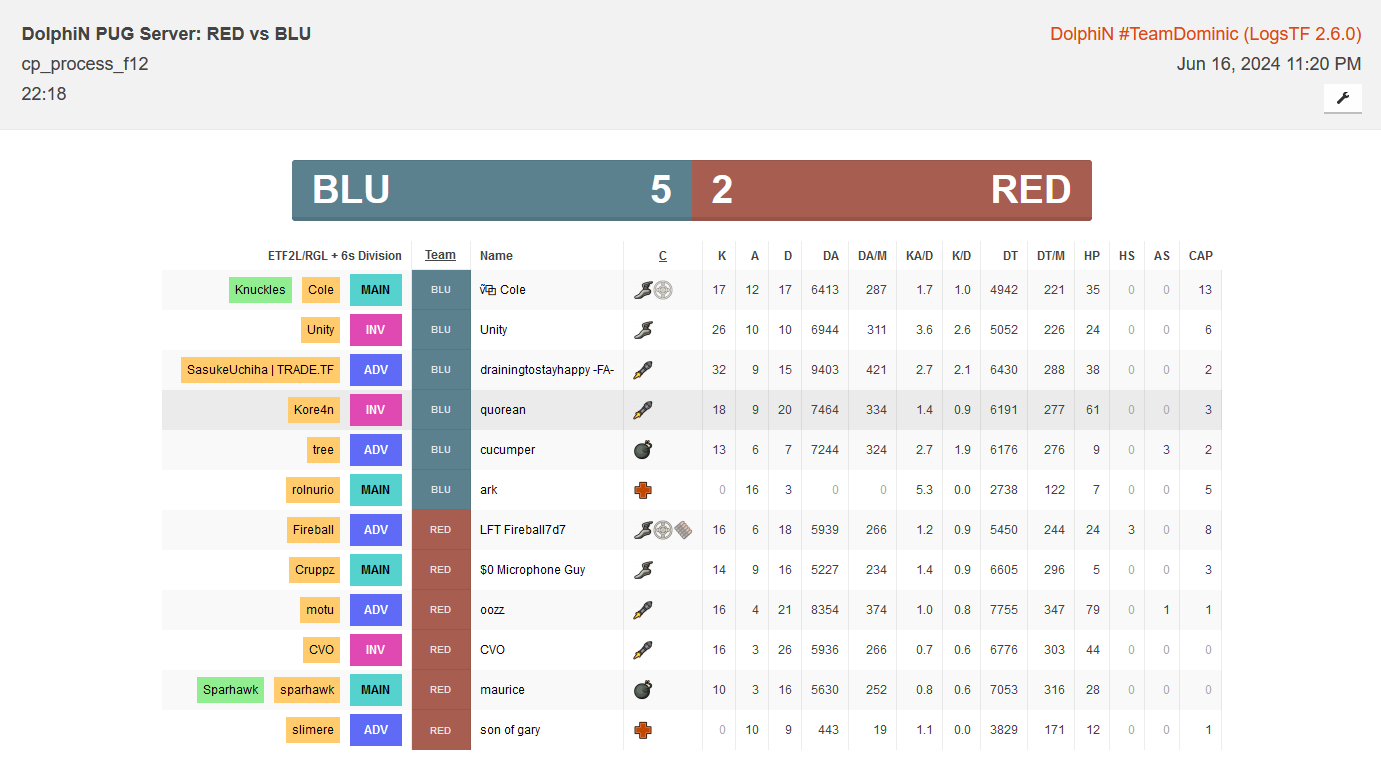 DolphiN PUG Server: RED vs BLU
DolphiN #TeamDominic (LogsTF 2.6.0)
cp_process_f12
Jun 16, 2024 11:20 PM
22:18
BLU 5 2 RED
ETF2L/RGL + 6s Division Team Name C K A D DA DA/M KA/D K/D DT DT/M HP HS AS CAP
Knuckles Cole MAIN BLU Cole 17 12 17 6413 287 1.7 1.0 4942 221 35 0 0 13
Unity INV BLU Unity 26 10 10 6944 311 3.6 2.6 5052 226 24 0 0 6
SasukeUchiha | TRADE.TF ADV BLU drainingtostayhappy -FA- 32 9 15 9403 421 2.7 2.1 6430 288 38 0 0 2
Kore4n INV BLU quorean 18 9 20 7464 334 1.4 0.9 6191 277 61 0 0 3
tree ADV BLU cucumper 13 6 7 7244 324 2.7 1.9 6176 276 9 0 3 2
rolnurio MAIN BLU ark 0 16 3 0 0 5.3 0.0 2738 122 7 0 0 5
Fireball ADV RED LFT Fireball7d7 16 6 18 5939 266 1.2 0.9 5450 244 24 3 0 8
Cruppz MAIN RED $0 Microphone Guy 14 9 16 5227 234 1.4 0.9 6605 296 5 0 0 3
motu ADV RED oozz 16 4 21 8354 374 1.0 0.8 7755 347 79 0 1 1
CVO INV RED CVO 16 3 26 5936 266 0.7 0.6 6776 303 44 0 0 0
Sparhawk sparhawk MAIN RED maurice 10 3 16 5630 252 0.8 0.6 7053 316 28 0 0 0
slimere ADV RED son of gary 0 10 9 443 19 1.1 0.0 3829 171 12 0 0 1